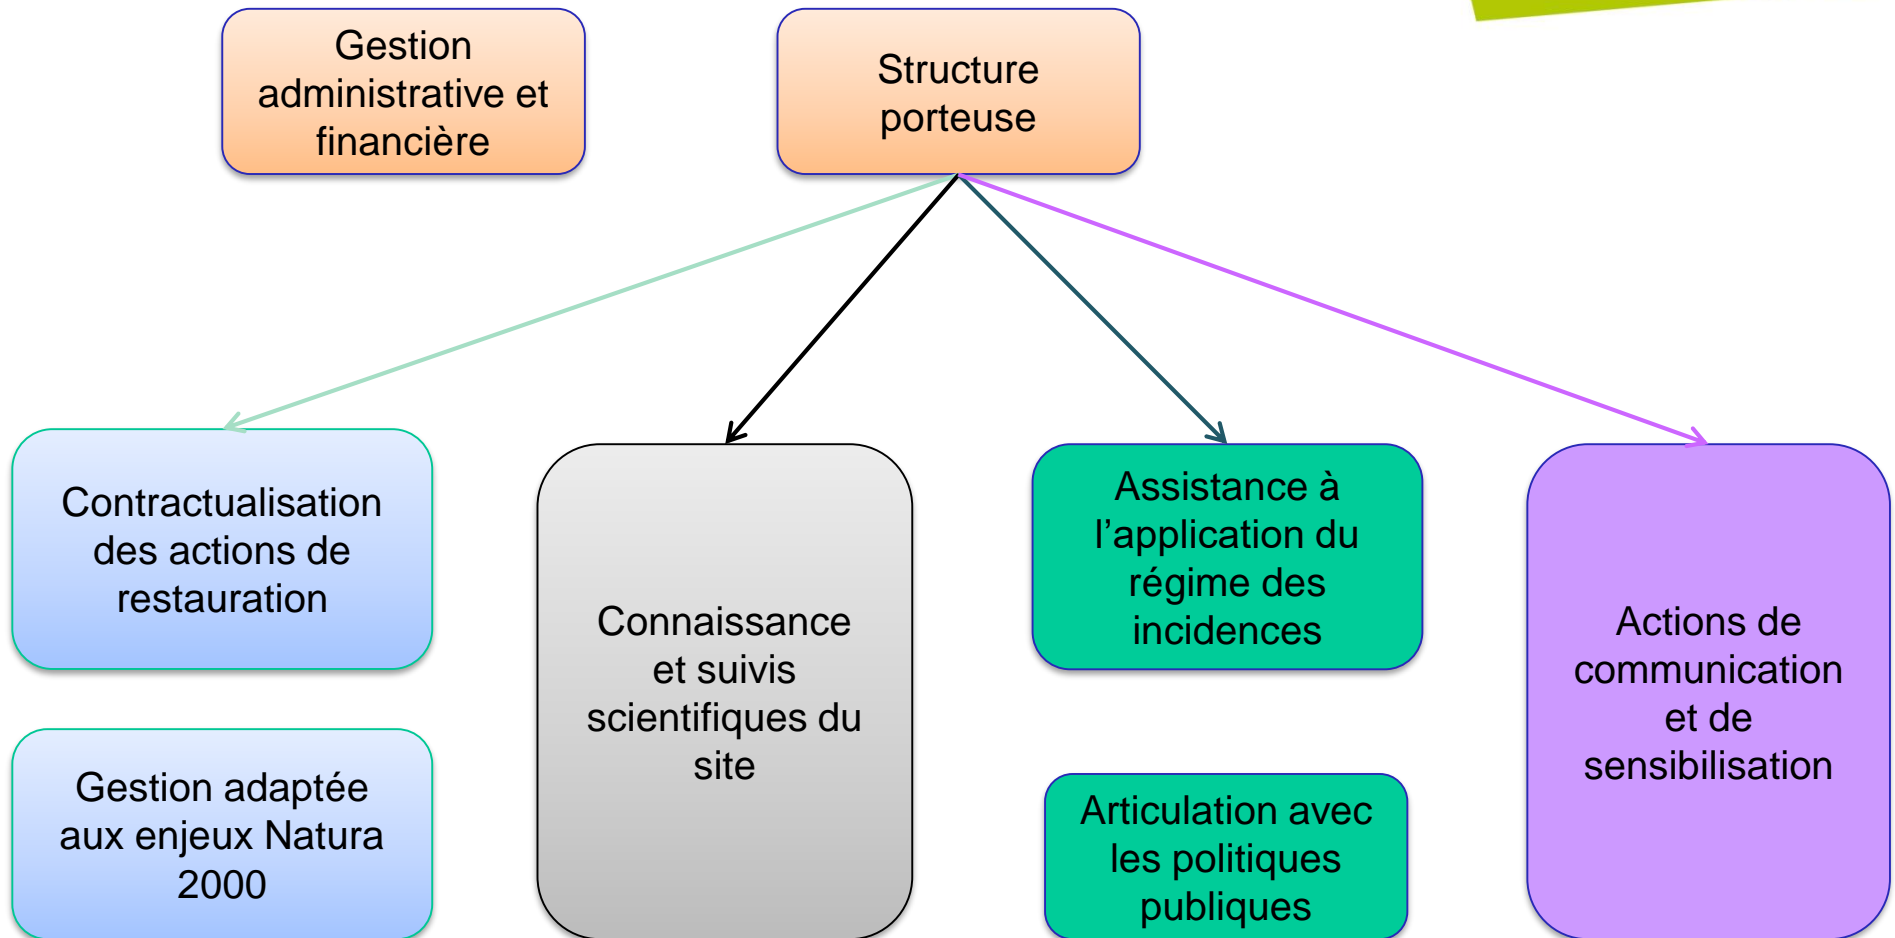 Gestion
administrative et
financière
Structure
porteuse
Contractualisation
des actions de
restauration
Gestion adaptée
aux enjeux Natura
2000
Connaissance
et suivis
scientifiques du
site
Assistance à
l’application du
régime des
incidences
Articulation avec
les politiques
publiques
Actions de
communication
et de
sensibilisation